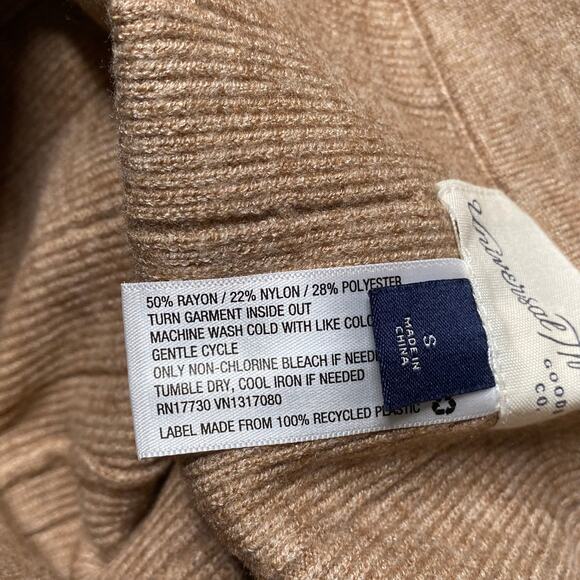 50% RAYON / 22% NYLON / 28% POLYESTER
TURN GARMENT INSIDE OUT
MACHINE WASH COLD WITH LIKE
GENTLE CYCLE
ONLY NON-CHLORINE BLEACH IF
TUMBLE DRY, COOL IRON IF NEEDED
RN17730 VN1317080
LABEL MADE FROM 100% RECYCLED PLASTIC
S
MADE IN
CHINA
Universal
CO.